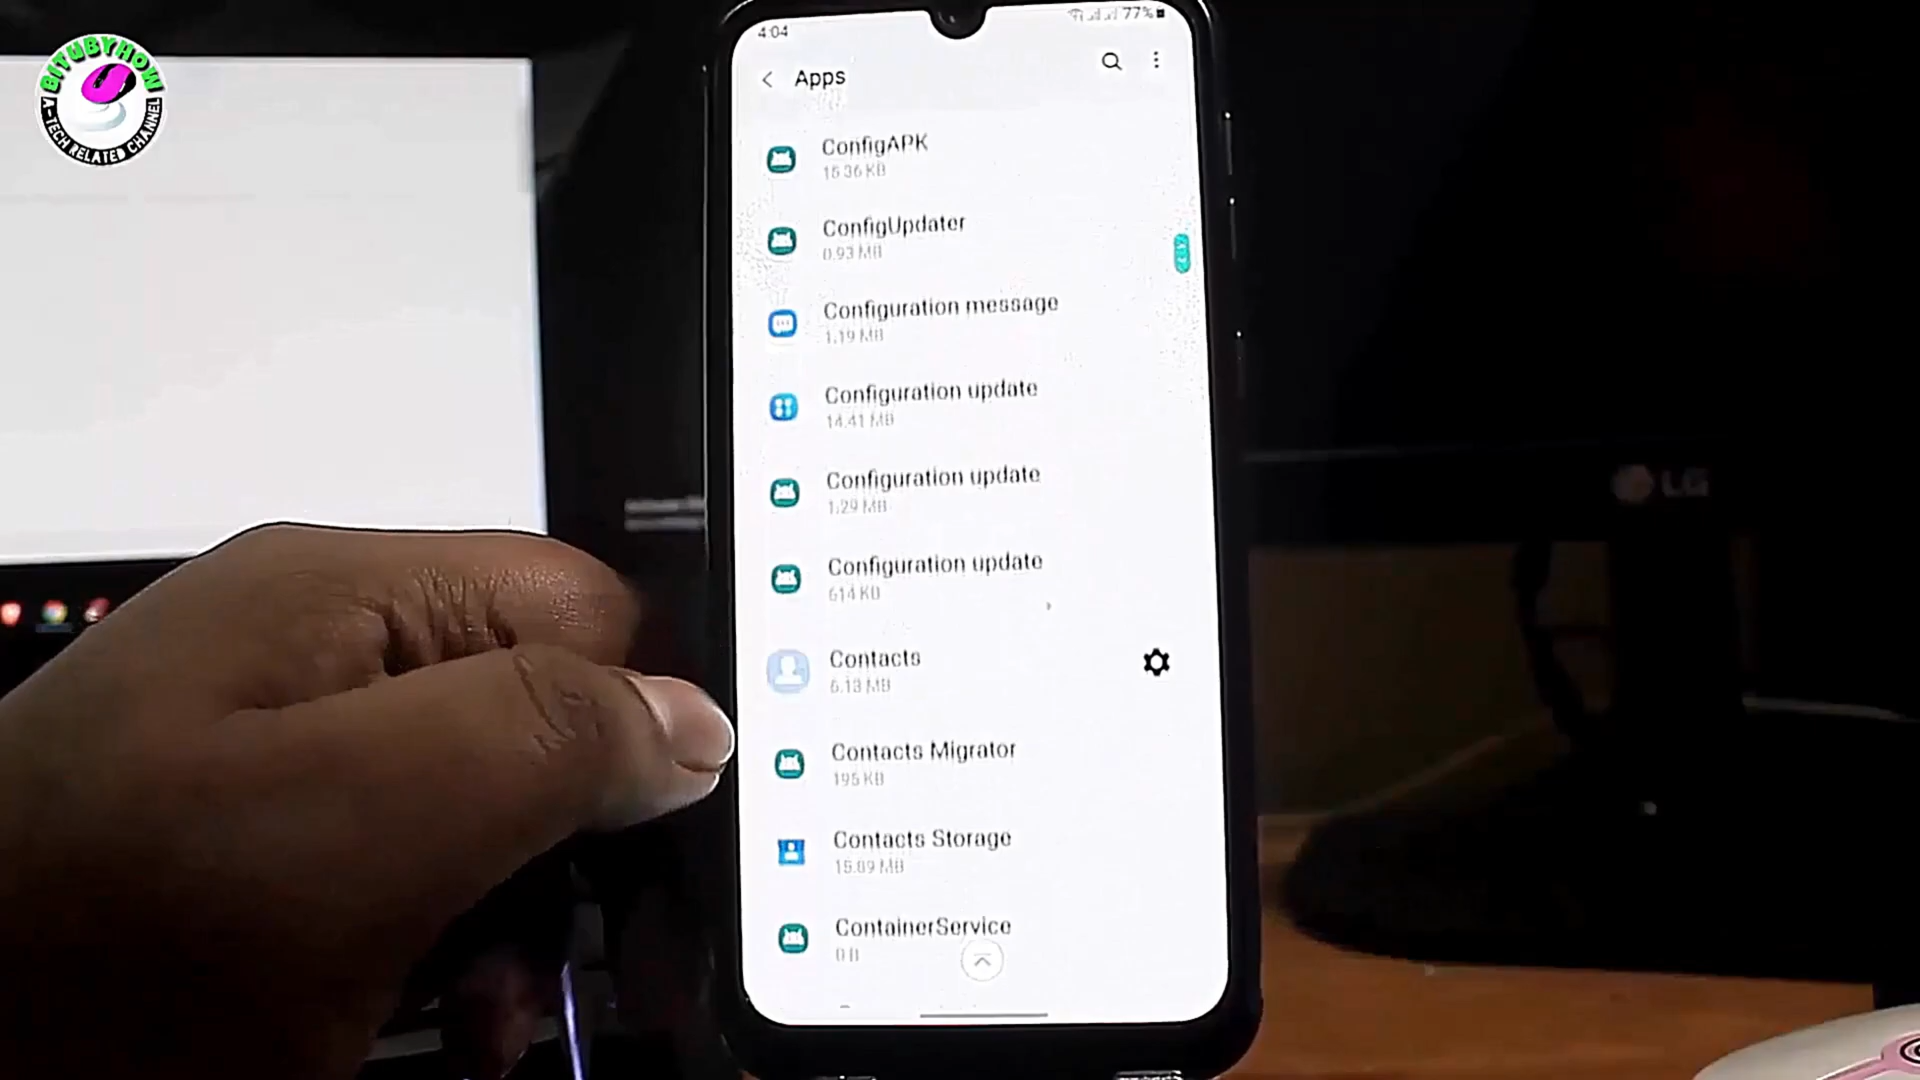 BITUBYHOW
A-TECH RELATED CHANNEL
4:04
77%
Apps
ConfigAPK
15.36 KB
ConfigUpdater
0.93 MB
Configuration message
1.19 MB
Configuration update
14.41 MB
Configuration update
1.29 MB
Configuration update
614 KB
Contacts
6.13 MB
Contacts Migrator
195 KB
Contacts Storage
15.89 MB
ContainerService
0 B
LG